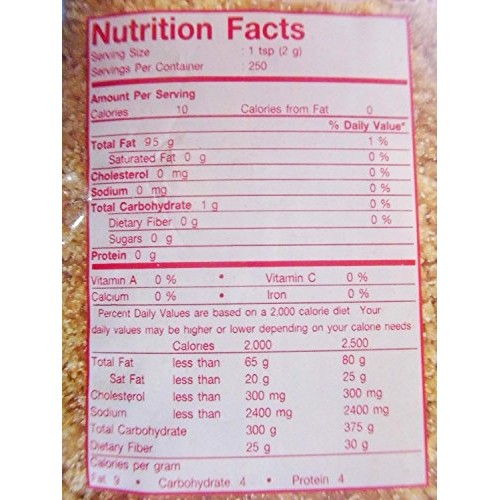 Nutrition Facts
Serving Size : 1 tsp (2 g)
Servings Per Container : 250
Amount Per Serving
Calories 10 Calories from Fat 0
% Daily Value*
Total Fat 95 g 1 %
Saturated Fat 0 g 0 %
Cholesterol 0 mg 0 %
Sodium 0 mg 0 %
Total Carbohydrate 1 g 0 %
Dietary Fiber 0 g 0 %
Sugars 0 g
Protein 0 g
Vitamin A 0 % • Vitamin C 0 %
Calcium 0 % • Iron 0 %
Percent Daily Values are based on a 2,000 calorie diet Your
daily values may be higher or lower depending on your calorie needs
Calories 2,000 2,500
Total Fat less than 65 g 80 g
Sat Fat less than 20 g 25 g
Cholesterol less than 300 mg 300 mg
Sodium less than 2400 mg 2400 mg
Total Carbohydrate 300 g 375 g
Dietary Fiber 25 g 30 g
Calories per gram
Fat 9 • Carbohydrate 4 • Protein 4